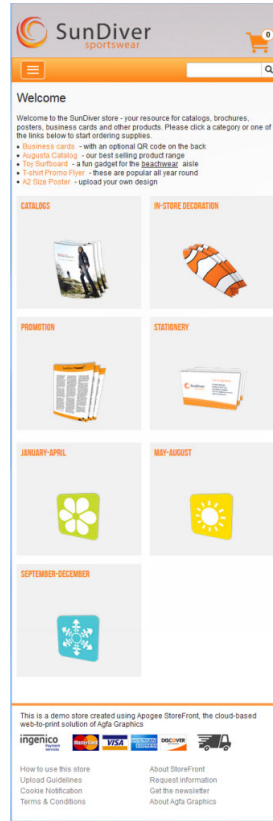 SunDiver
sportswear
0
Welcome
Welcome to the SunDiver store - your resource for catalogs, brochures,
posters, business cards and other products. Please click a category or one of
the links below to start ordering supplies.
• Business cards - with an optional QR code on the back
• Augusta Catalog - our best selling product range
• Toy Surfboard - a fun gadget for the beachwear aisle
• T-shirt Promo Flyer - these are popular all year round
• A2 Size Poster - upload your own design
CATALOGS
IN-STORE DECORATION
PROMOTION
STATIONERY
SunDiver
JANUARY-APRIL
MAY-AUGUST
SEPTEMBER-DECEMBER
This is a demo store created using Apogee StoreFront, the cloud-based
web-to-print solution of Agfa Graphics
ingenico
Payment
services
MasterCard
VISA
AMERICAN EXPRESS
DISCOVER
How to use this store
About StoreFront
Upload Guidelines
Request information
Cookie Notification
Get the newsletter
Terms & Conditions
About Agfa Graphics